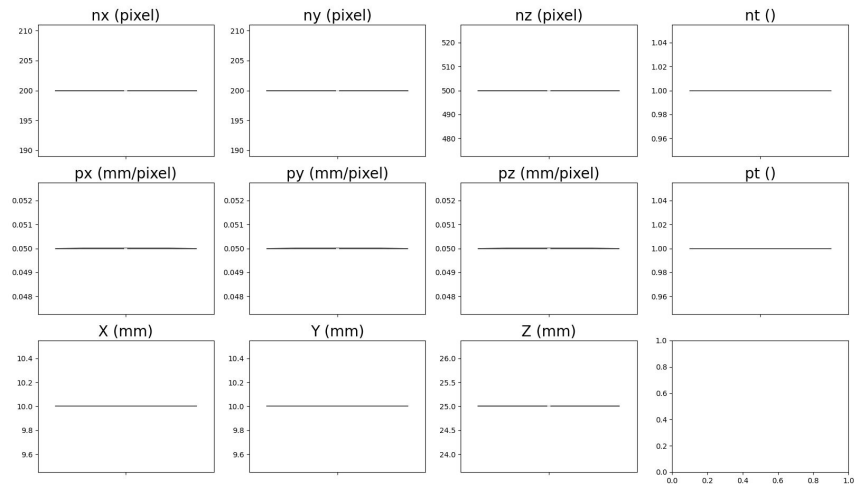 nx (pixel) ny (pixel) nz (pixel) nt ()
210 210 520 1.04
205 205 510 1.02
200 200 500 1.00
195 195 490 0.98
190 190 480 0.96
px (mm/pixel) py (mm/pixel) pz (mm/pixel) pt ()
0.052 0.052 0.052 1.04
0.051 0.051 0.051 1.02
0.050 0.050 0.050 1.00
0.049 0.049 0.049 0.98
0.048 0.048 0.048 0.96
X (mm) Y (mm) Z (mm)
10.4 10.4 26.0 1.0
10.2 10.2 25.5 0.8
10.0 10.0 25.0 0.6
9.8 9.8 24.5 0.4
9.6 9.6 24.0 0.2
0.0
0.0 0.2 0.4 0.6 0.8 1.0